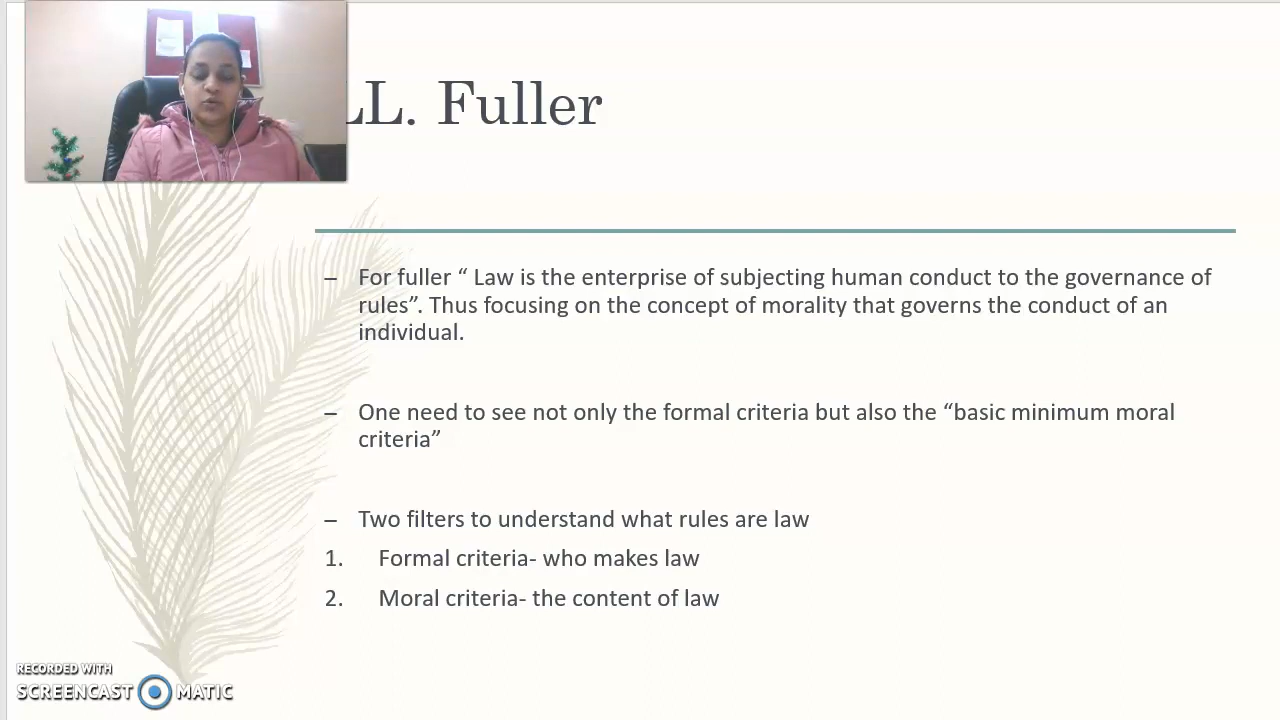 LL. Fuller
– For fuller “ Law is the enterprise of subjecting human conduct to the governance of
rules”. Thus focusing on the concept of morality that governs the conduct of an
individual.
– One need to see not only the formal criteria but also the “basic minimum moral
criteria”
– Two filters to understand what rules are law
1. Formal criteria- who makes law
2. Moral criteria- the content of law
RECORDED WITH
SCREENCAST MATIC